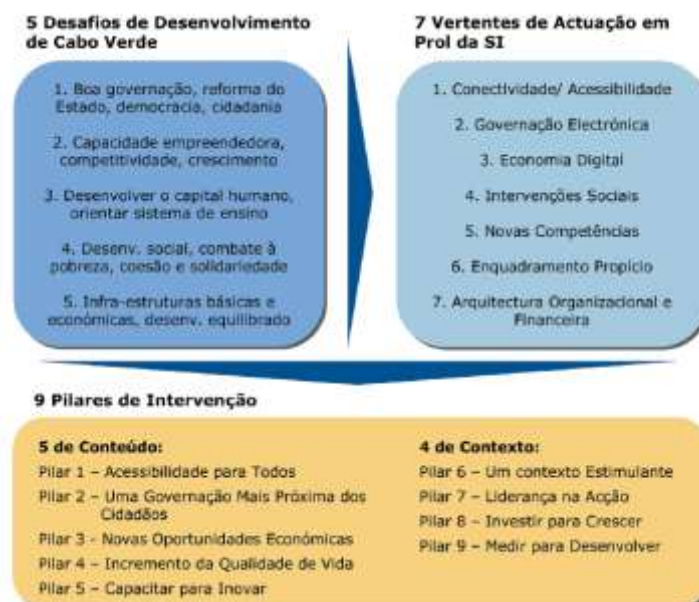 5 Desafios de Desenvolvimento
de Cabo Verde
1. Boa governação, reforma do
Estado, democracia, cidadania
2. Capacidade empreendedora,
competitividade, crescimento
3. Desenvolver o capital humano,
orientar sistema de ensino
4. Desenv. social, combate à
pobreza, coesão e solidariedade
5. Infra-estruturas básicas e
económicas, desenv. equilibrado
7 Vertentes de Actuação em
Prol da SI
1. Conectividade/ Acessibilidade
2. Governação Electrónica
3. Economia Digital
4. Intervenções Sociais
5. Novas Competências
6. Enquadramento Propício
7. Arquitectura Organizacional e
Financeira
9 Pilares de Intervenção
5 de Conteúdo:
Pilar 1 – Acessibilidade para Todos
Pilar 2 – Uma Governação Mais Próxima dos
Cidadãos
Pilar 3 - Novas Oportunidades Económicas
Pilar 4 – Incremento da Qualidade de Vida
Pilar 5 – Capacitar para Inovar
4 de Contexto:
Pilar 6 – Um contexto Estimulante
Pilar 7 – Liderança na Acção
Pilar 8 – Investir para Crescer
Pilar 9 – Medir para Desenvolver